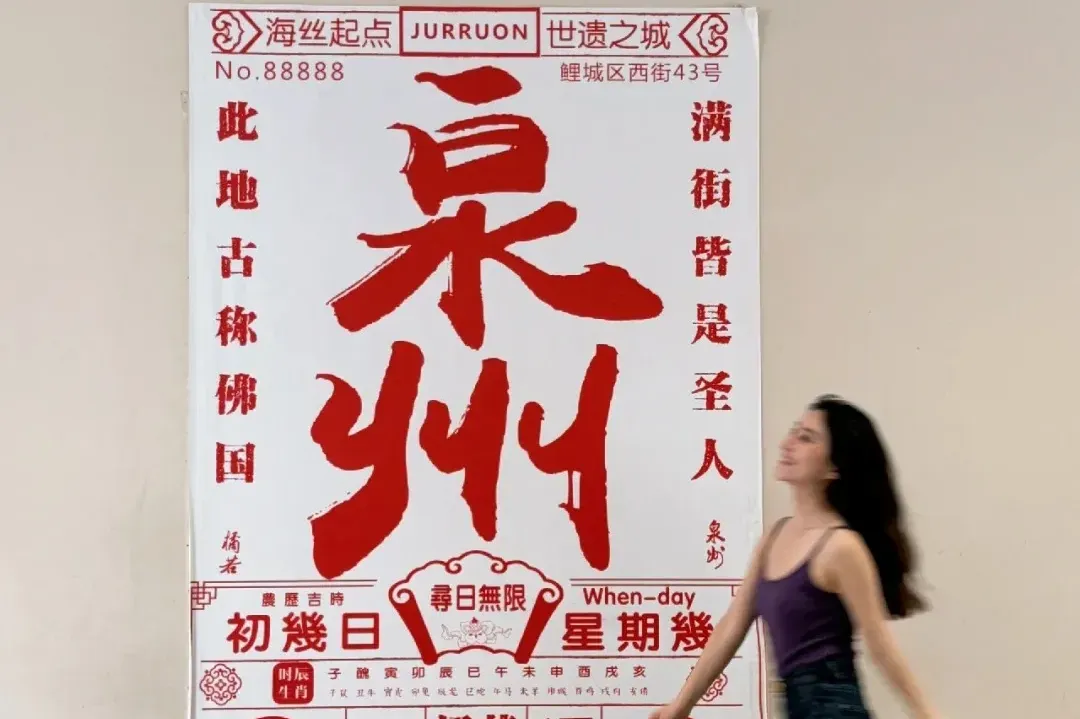 海丝起点 JURRUON 世遗之城
No.88888 鲤城区西街43号
泉州
此地古称佛国
满街皆是圣人
橘若
泉州
農歷吉時
初幾日
尋日無限
When-day
星期幾
时辰生肖
子醜寅卯辰巳午未申酉戌亥